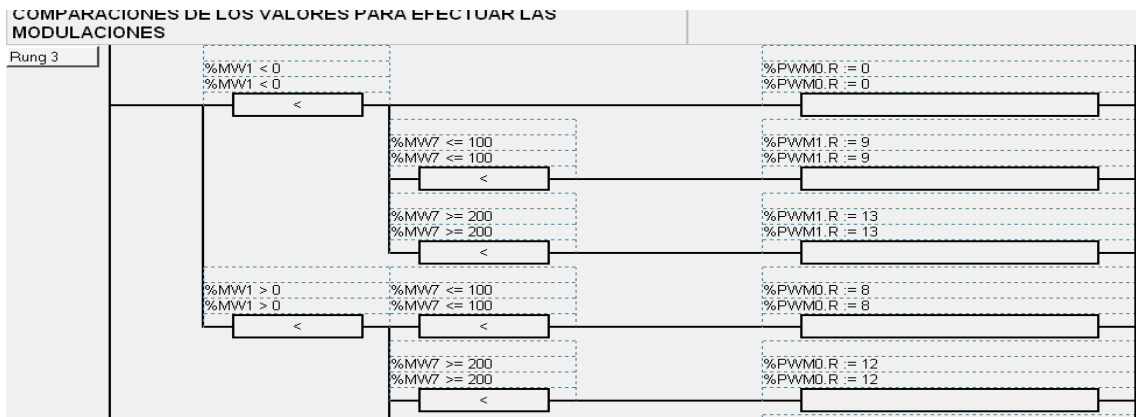 COMPARACIONES DE LOS VALORES PARA EFECTUAR LAS
MODULACIONES
Rung 3
%MW1 < 0
%MW1 < 0
<
%PWM0.R := 0
%PWM0.R := 0
%MW7 <= 100
%MW7 <= 100
<
%PWM1.R := 9
%PWM1.R := 9
%MW7 >= 200
%MW7 >= 200
<
%PWM1.R := 13
%PWM1.R := 13
%MW1 > 0
%MW1 > 0
<
%MW7 <= 100
%MW7 <= 100
<
%PWM0.R := 8
%PWM0.R := 8
%MW7 >= 200
%MW7 >= 200
<
%PWM0.R := 12
%PWM0.R := 12